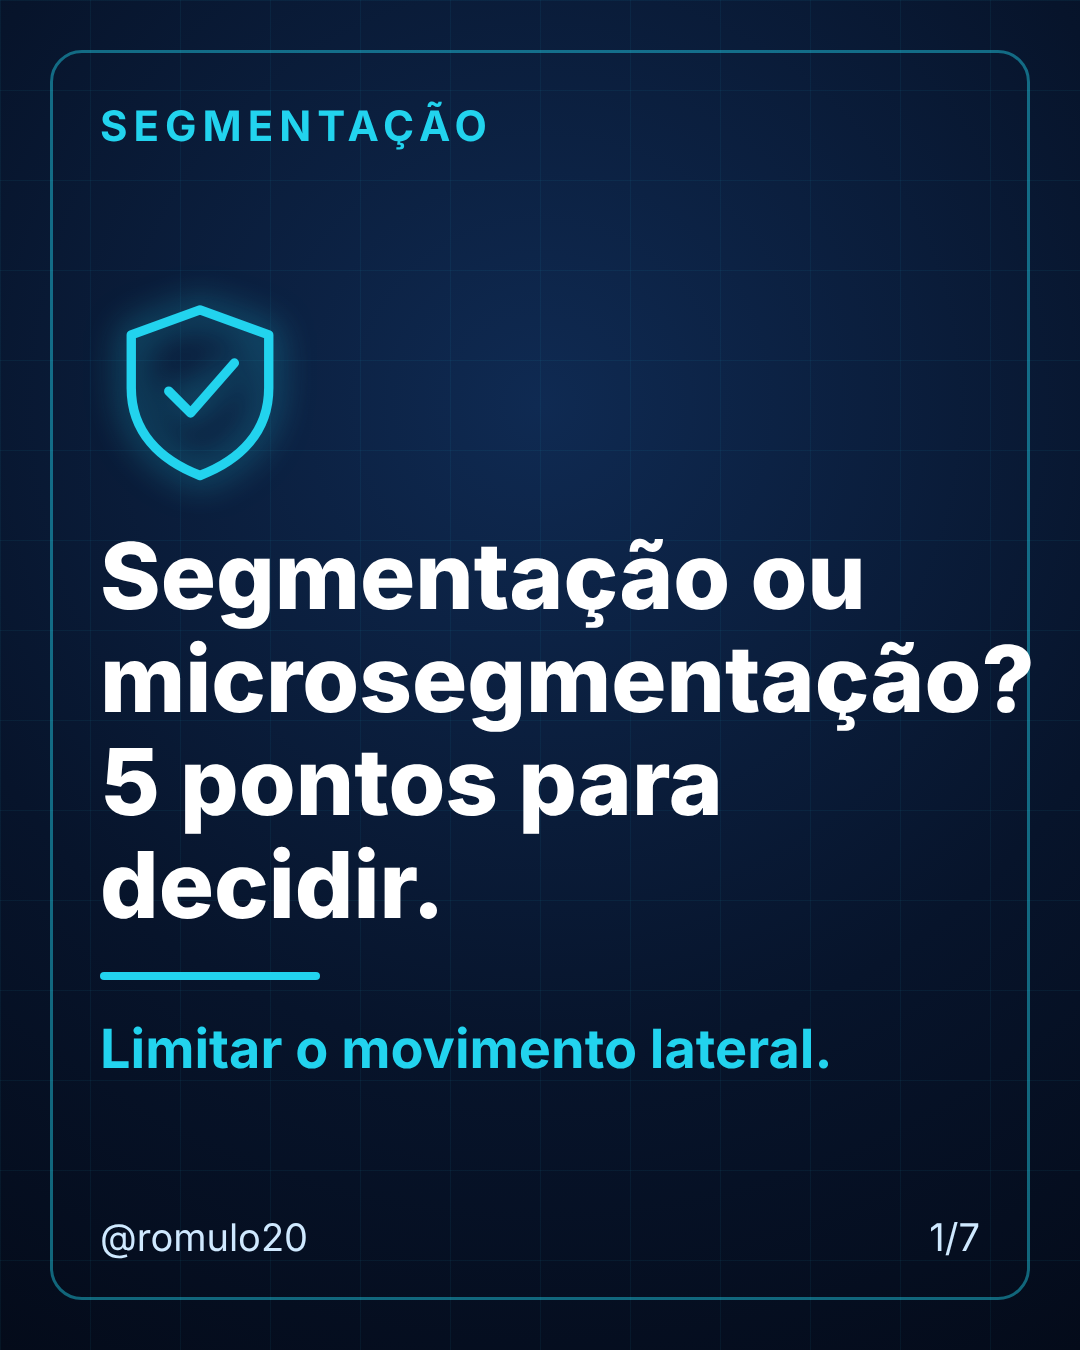 SEGMENTAÇÃO
Segmentação ou
microsegmentação?
5 pontos para
decidir.
Limitar o movimento lateral.
@romulo20
1/7